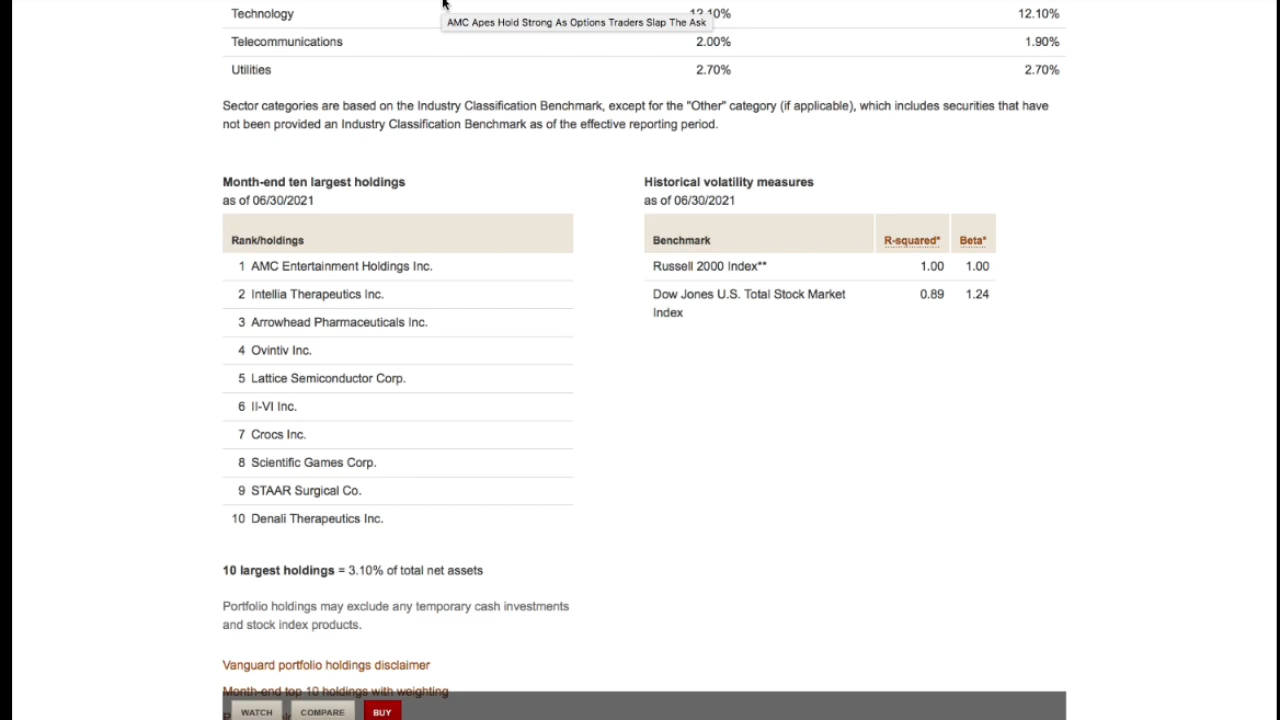 Technology 12.10% 12.10%
AMC Apes Hold Strong As Options Traders Slap The Ask
Telecommunications 2.00% 1.90%
Utilities 2.70% 2.70%
Sector categories are based on the Industry Classification Benchmark, except for the "Other" category (if applicable), which includes securities that have
not been provided an Industry Classification Benchmark as of the effective reporting period.
Month-end ten largest holdings
as of 06/30/2021
Rank/holdings
1 AMC Entertainment Holdings Inc.
2 Intellia Therapeutics Inc.
3 Arrowhead Pharmaceuticals Inc.
4 Ovintiv Inc.
5 Lattice Semiconductor Corp.
6 II-VI Inc.
7 Crocs Inc.
8 Scientific Games Corp.
9 STAAR Surgical Co.
10 Denali Therapeutics Inc.
10 largest holdings = 3.10% of total net assets
Portfolio holdings may exclude any temporary cash investments
and stock index products.
Vanguard portfolio holdings disclaimer
Month-end top 10 holdings with weighting
Historical volatility measures
as of 06/30/2021
Benchmark R-squared* Beta*
Russell 2000 Index** 1.00 1.00
Dow Jones U.S. Total Stock Market 0.89 1.24
Index
WATCH COMPARE BUY